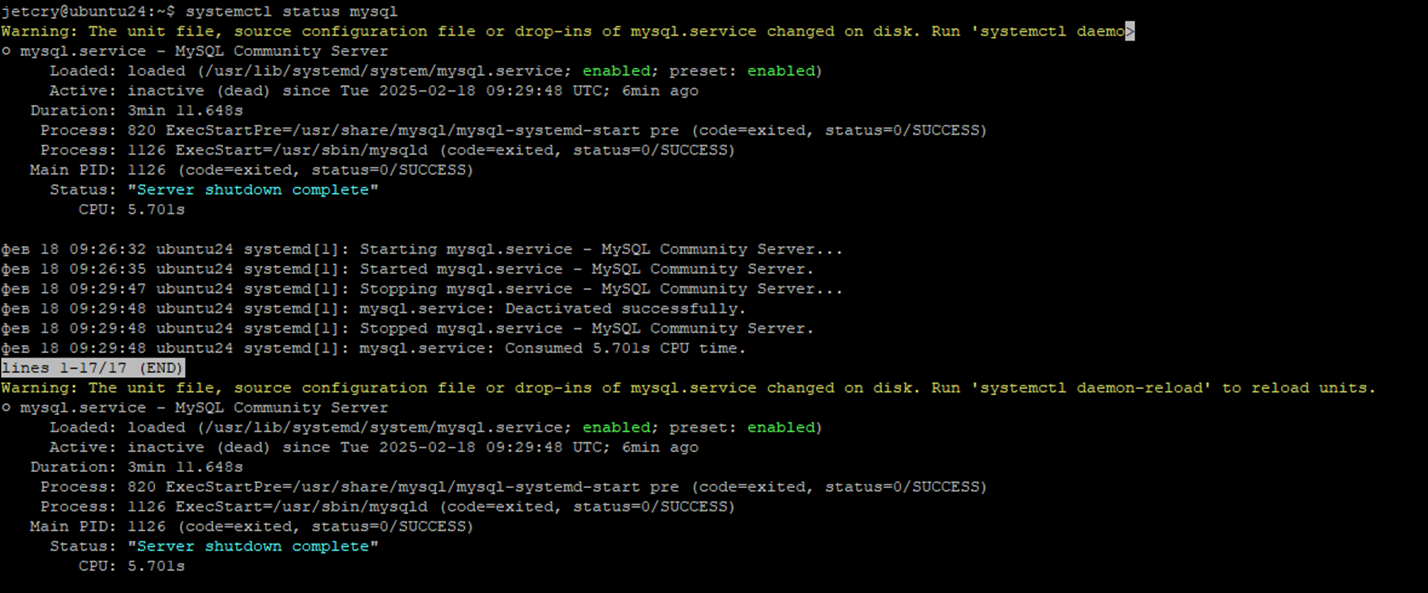 jetcry@ubuntu24:~$ systemctl status mysql
Warning: The unit file, source configuration file or drop-ins of mysql.service changed on disk. Run 'systemctl daemo>
○ mysql.service - MySQL Community Server
     Loaded: loaded (/usr/lib/systemd/system/mysql.service; enabled; preset: enabled)
     Active: inactive (dead) since Tue 2025-02-18 09:29:48 UTC; 6min ago
   Duration: 3min 11.648s
    Process: 820 ExecStartPre=/usr/share/mysql/mysql-systemd-start pre (code=exited, status=0/SUCCESS)
    Process: 1126 ExecStart=/usr/sbin/mysqld (code=exited, status=0/SUCCESS)
   Main PID: 1126 (code=exited, status=0/SUCCESS)
     Status: "Server shutdown complete"
        CPU: 5.701s

фев 18 09:26:32 ubuntu24 systemd[1]: Starting mysql.service - MySQL Community Server...
фев 18 09:26:35 ubuntu24 systemd[1]: Started mysql.service - MySQL Community Server.
фев 18 09:29:47 ubuntu24 systemd[1]: Stopping mysql.service - MySQL Community Server...
фев 18 09:29:48 ubuntu24 systemd[1]: mysql.service: Deactivated successfully.
фев 18 09:29:48 ubuntu24 systemd[1]: Stopped mysql.service - MySQL Community Server.
фев 18 09:29:48 ubuntu24 systemd[1]: mysql.service: Consumed 5.701s CPU time.
lines 1-17/17 (END)
Warning: The unit file, source configuration file or drop-ins of mysql.service changed on disk. Run 'systemctl daemon-reload' to reload units.
○ mysql.service - MySQL Community Server
     Loaded: loaded (/usr/lib/systemd/system/mysql.service; enabled; preset: enabled)
     Active: inactive (dead) since Tue 2025-02-18 09:29:48 UTC; 6min ago
   Duration: 3min 11.648s
    Process: 820 ExecStartPre=/usr/share/mysql/mysql-systemd-start pre (code=exited, status=0/SUCCESS)
    Process: 1126 ExecStart=/usr/sbin/mysqld (code=exited, status=0/SUCCESS)
   Main PID: 1126 (code=exited, status=0/SUCCESS)
     Status: "Server shutdown complete"
        CPU: 5.701s